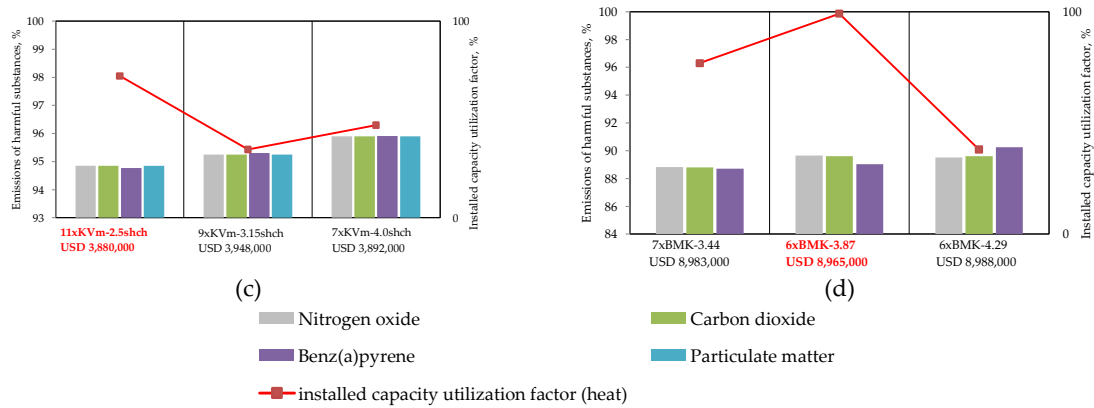 Emissions of harmful substances, %
100
99
98
97
96
95
94
93
100
0
Installed capacity utilization factor, %
11xKVm-2.5shch
USD 3,880,000
9xKVm-3.15shch
USD 3,948,000
7xKVm-4.0shch
USD 3,892,000
(c)
Emissions of harmful substances, %
100
98
96
94
92
90
88
86
84
100
0
Installed capacity utilization factor, %
7xBMK-3.44
USD 8,983,000
6xBMK-3.87
USD 8,965,000
6xBMK-4.29
USD 8,988,000
(d)
Nitrogen oxide
Carbon dioxide
Benz(a)pyrene
Particulate matter
installed capacity utilization factor (heat)